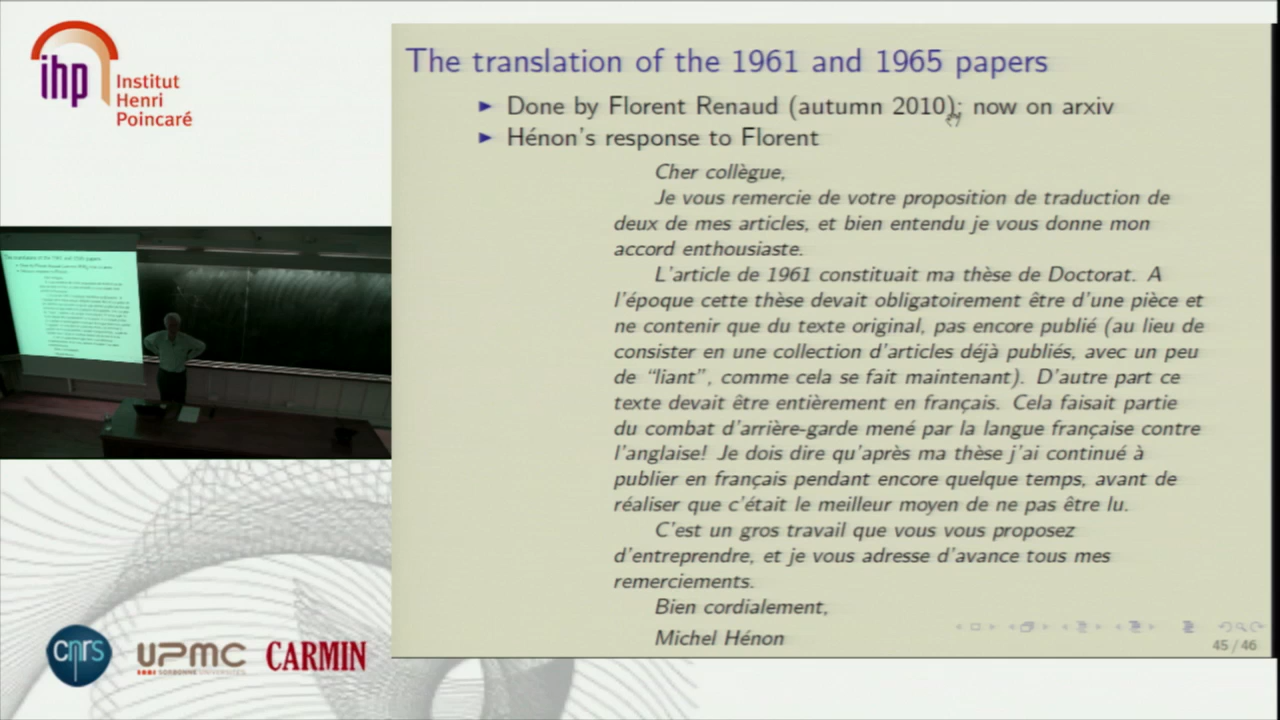 ihp
Institut
Henri
Poincaré
The translation of the 1961 and 1965 papers
Done by Florent Renaud (autumn 2010); now on arxiv
Hénon's response to Florent
Cher collègue,
Je vous remercie de votre proposition de traduction de
deux de mes articles, et bien entendu je vous donne mon
accord enthousiaste.
L'article de 1961 constituait ma thèse de Doctorat. A
l'époque cette thèse devait obligatoirement être d'une pièce et
ne contenir que du texte original, pas encore publié (au lieu de
consister en une collection d'articles déjà publiés, avec un peu
de “liant”, comme cela se fait maintenant). D'autre part ce
texte devait être entièrement en français. Cela faisait partie
du combat d'arrière-garde mené par la langue française contre
l'anglaise! Je dois dire qu'après ma thèse j'ai continué à
publier en français pendant encore quelque temps, avant de
réaliser que c'était le meilleur moyen de ne pas être lu.
C'est un gros travail que vous vous proposez
d'entreprendre, et je vous adresse d'avance tous mes
remerciements.
Bien cordialement,
Michel Hénon
45 / 46
cnrs
UPMC
SORBONNE UNIVERSITÉS
CARMIN